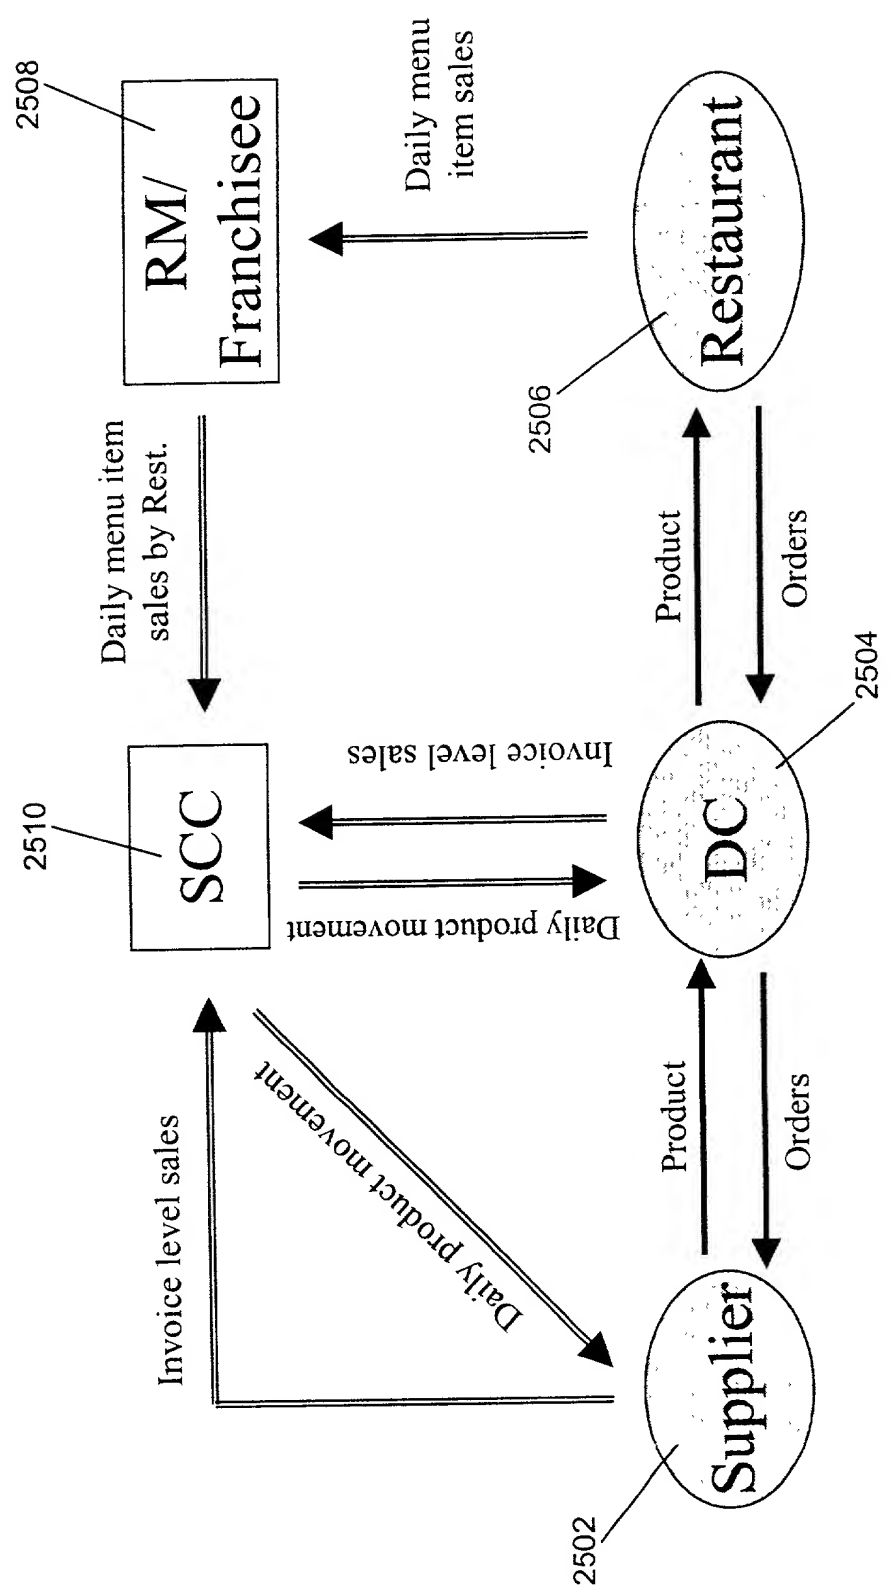 2510
2508
SCC
Daily menu item
sales by Rest.
RM/
Franchisee
Invoice level sales
Daily product movement
Daily product movement
Invoice level sales
Daily menu
item sales
2502
Supplier
Product
Orders
DC
2504
Product
Orders
2506
Restaurant